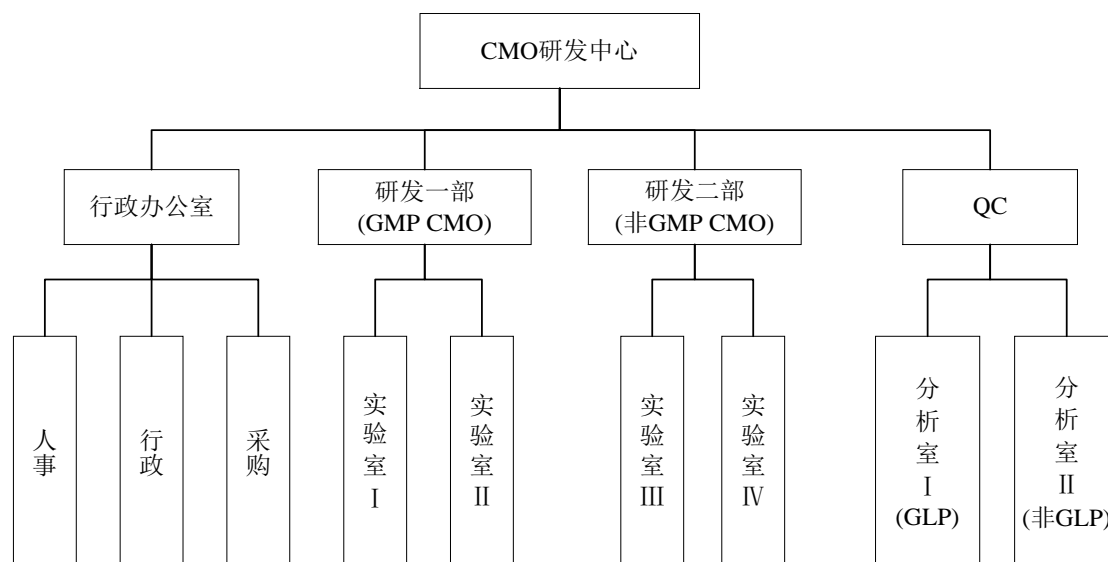 CMO研发中心
行政办公室
研发一部
(GMP CMO)
研发二部
(非GMP CMO)
QC
人事
行政
采购
实验室Ⅰ
实验室Ⅱ
实验室Ⅲ
实验室Ⅳ
分析室Ⅰ
(GLP)
分析室Ⅱ
(非GLP)